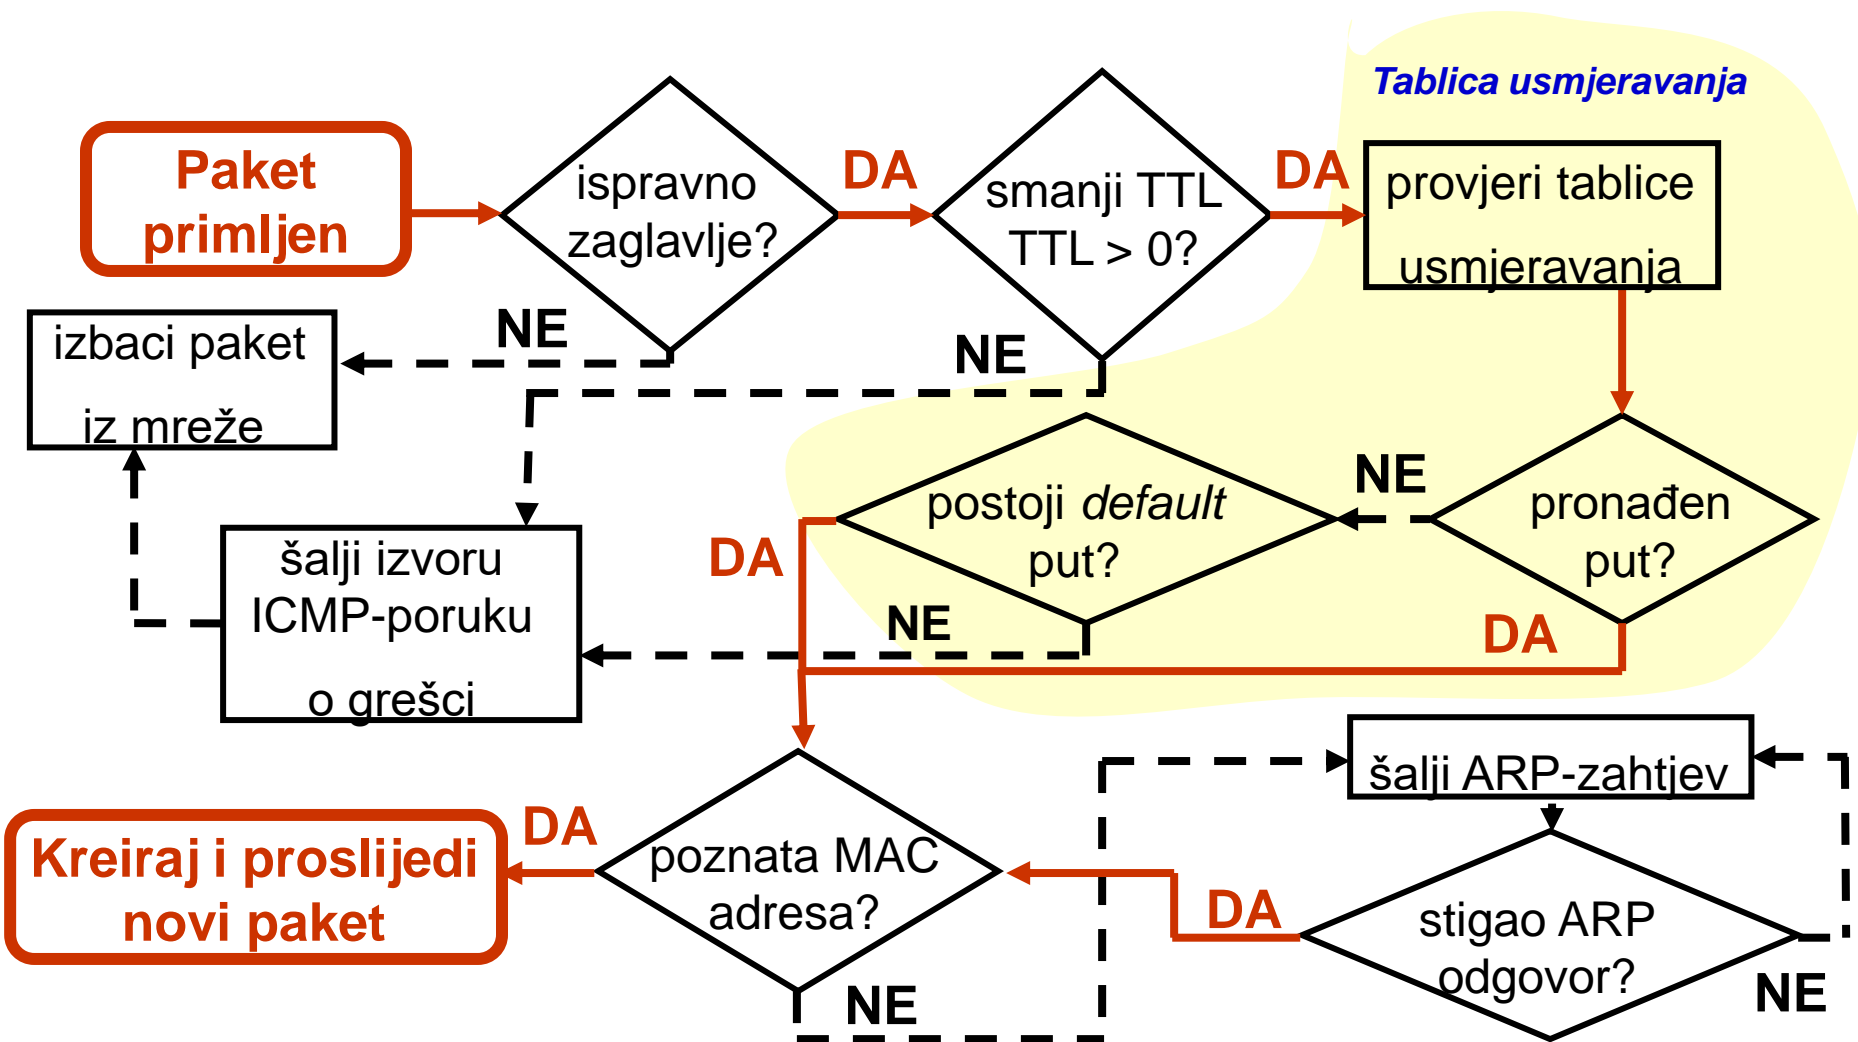 Tablica usmjeravanja
Paket
primljen
ispravno
zaglavlje?
DA
smanji TTL
TTL > 0?
DA
provjeri tablice
usmjeravanja
izbaci paket
iz mreže
NE
NE
postoji default
put?
NE
pronađen
put?
DA
šalji izvoru
ICMP-poruku
o grešci
NE
DA
šalji ARP-zahtjev
Kreiraj i proslijedi
novi paket
DA
poznata MAC
adresa?
DA
stigao ARP
odgovor?
NE
NE